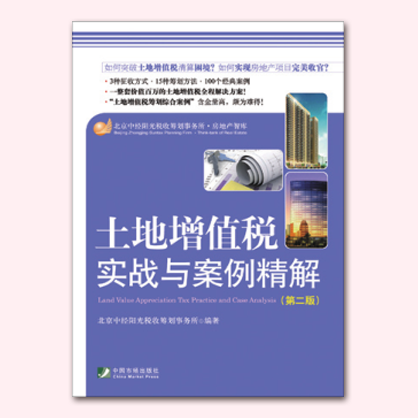 如何突破土地增值税清算困境？如何实现房地产项目完美收官？
·3种征收方式·15种筹划方法·100个经典案例
·一整套价值百万的土地增值税全程解决方案！
·“土地增值税筹划综合案例”含金量高，颇为难得！
北京中经阳光税收筹划事务所·房地产智库
土地增值税
实战与案例精解
Land Value Appreciation Tax Practice and Case Analysis
（第二版）
北京中经阳光税收筹划事务所◎编著
中国市场出版社
China Market Press